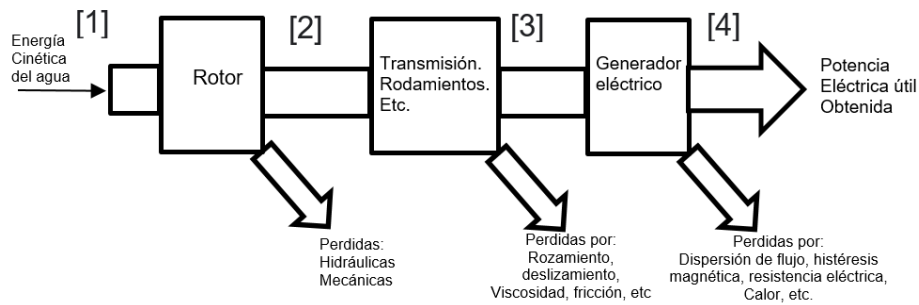 [1]
[2]
[3]
[4]
Energía
Cinética
del agua
Rotor
Transmisión.
Rodamientos.
Etc.
Generador
eléctrico
Potencia
Eléctrica útil
Obtenida
Perdidas:
Hidráulicas
Mecánicas
Perdidas por:
Rozamiento,
deslizamiento,
Viscosidad, fricción, etc
Perdidas por:
Dispersión de flujo, histéresis
magnética, resistencia eléctrica,
Calor, etc.